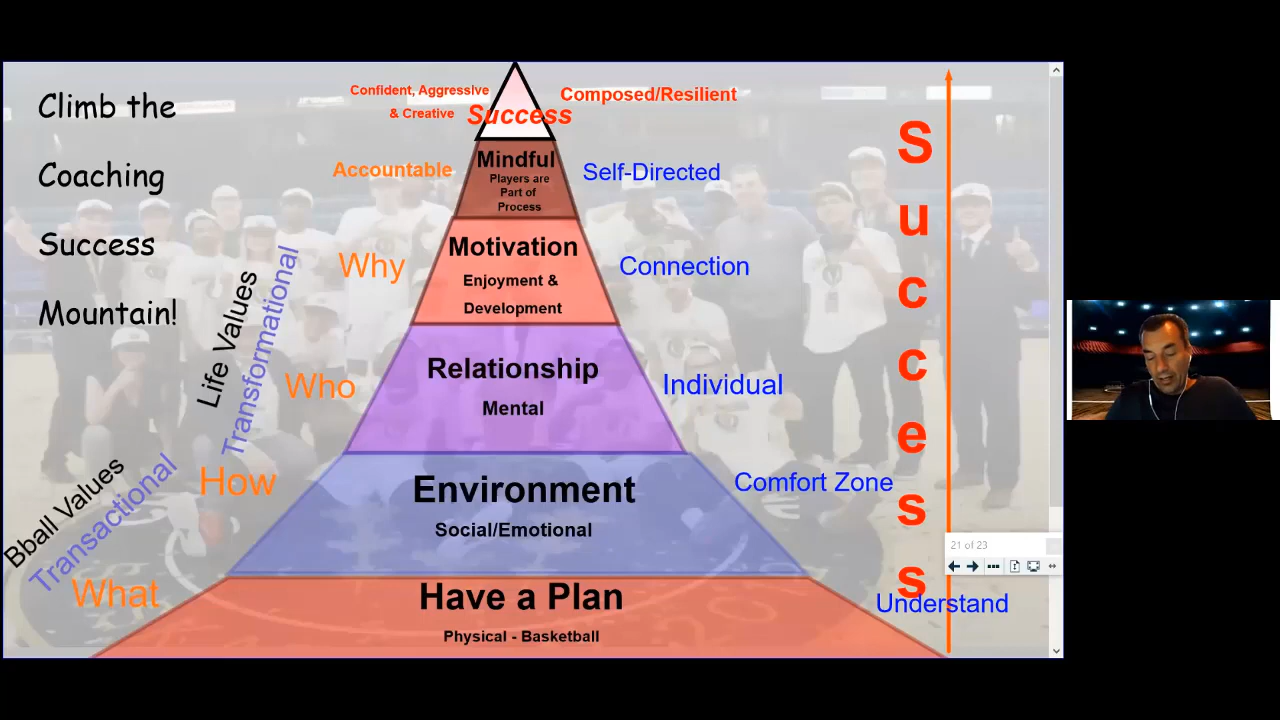 Climb the
Coaching
Success
Mountain!
Confident, Aggressive
& Creative
Success
Composed/Resilient
Accountable
Mindful
Players are
Part of
Process
Self-Directed
Why
Motivation
Enjoyment &
Development
Connection
Life Values
Transformational
Who
Relationship
Mental
Individual
How
Environment
Social/Emotional
Comfort Zone
Bball Values
Transactional
What
Have a Plan
Physical - Basketball
Understand
S
u
c
c
e
s
s
21 of 23